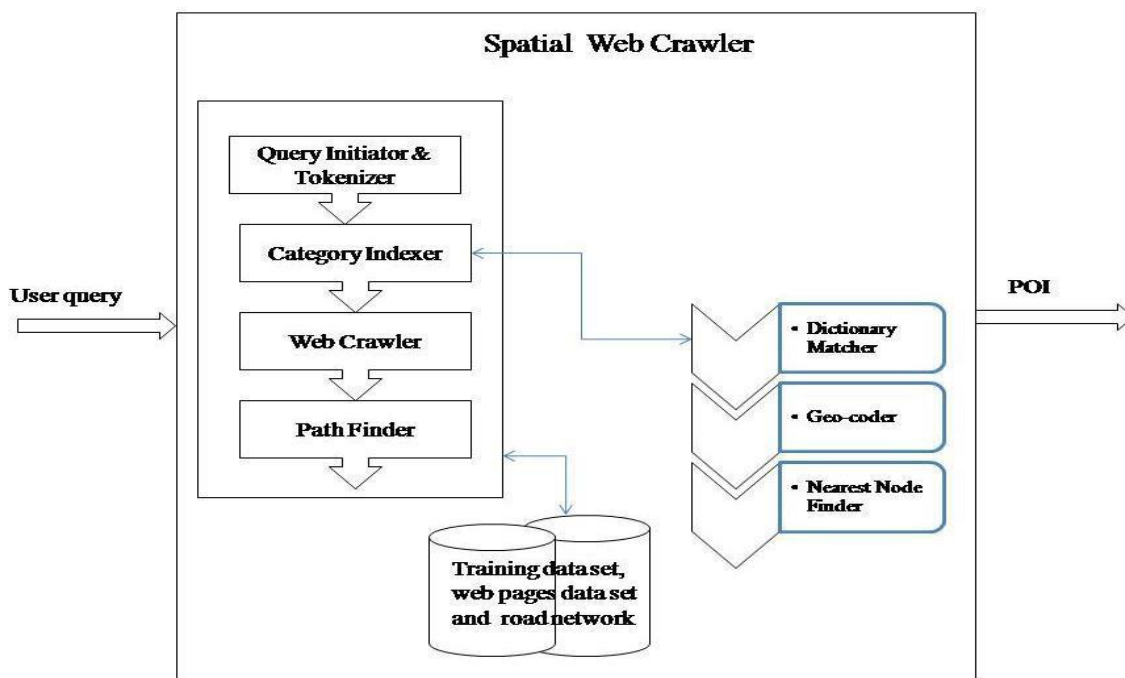 Spatial Web Crawler
Query Initiator &
Tokenizer
Category Indexer
User query
Web Crawler
Path Finder
POI
• Dictionary
Matcher
• Geo-coder
• Nearest Node
Finder
Training data set,
web pages data set
and road network